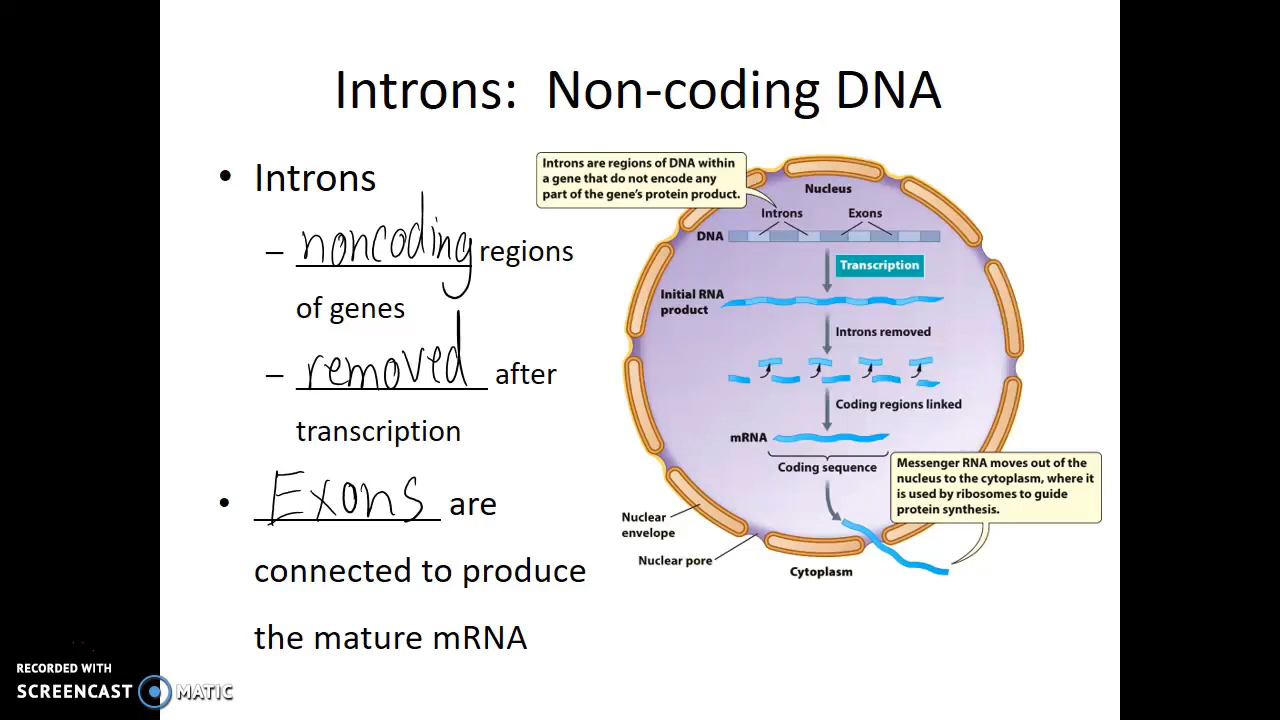 Introns: Non-coding DNA
• Introns
– noncoding regions
of genes
– removed after
transcription
• Exons are
connected to produce
the mature mRNA
Introns are regions of DNA within
a gene that do not encode any
part of the gene's protein product.
Nucleus
Introns Exons
DNA
Transcription
Initial RNA
product
Introns removed
Coding regions linked
mRNA
Coding sequence
Messenger RNA moves out of the
nucleus to the cytoplasm, where it
is used by ribosomes to guide
protein synthesis.
Nuclear
envelope
Nuclear pore
Cytoplasm
RECORDED WITH
SCREENCAST MATIC